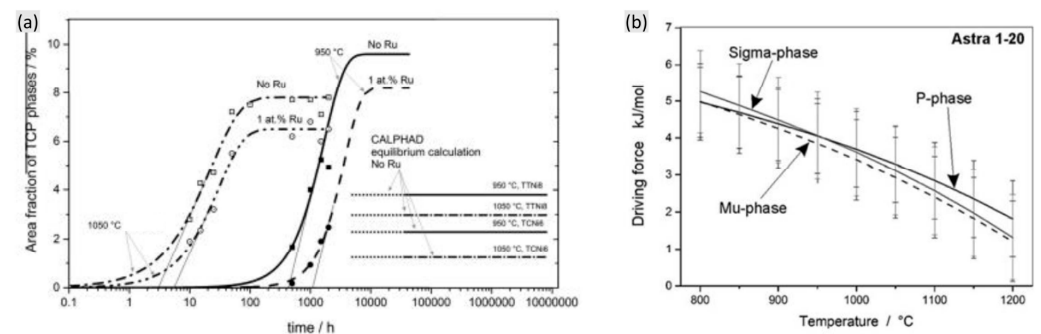 (a)
Area fraction of TCP phases / %
10
8
6
4
2
0
0.1
1
10
100
1000
10000
100000
1000000
10000000
time / h
No Ru
950 °C
1 at.% Ru
No Ru
1 at.% Ru
1050 °C
CALPHAD
equilibrium calculation
No Ru
950 °C, TTNi8
1050 °C, TTNi8
950 °C, TCNi6
1050 °C, TCNi6
(b)
Astra 1-20
Driving force kJ/mol
7
6
5
4
3
2
1
0
Sigma-phase
P-phase
Mu-phase
800
900
1000
1100
1200
Temperature / °C